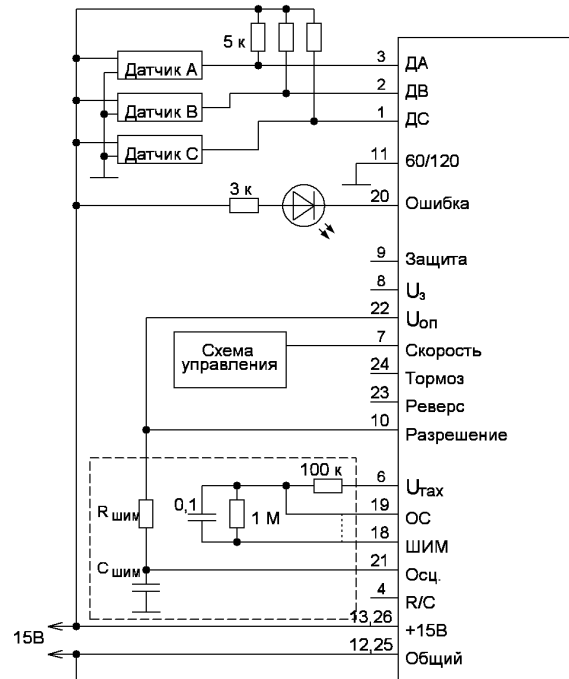 5 к
3
ДА
Датчик А
2
ДВ
Датчик В
1
ДС
Датчик С
11
60/120
3 к
20
Ошибка
9
Защита
8
Uз
22
Uоп
7
Скорость
Схема
управления
24
Тормоз
23
Реверс
10
Разрешение
100 к
6
Uтах
R шим
0,1
1 М
19
ОС
18
ШИМ
C шим
21
Осц.
4
R/C
13,26
+15В
15В
12,25
Общий